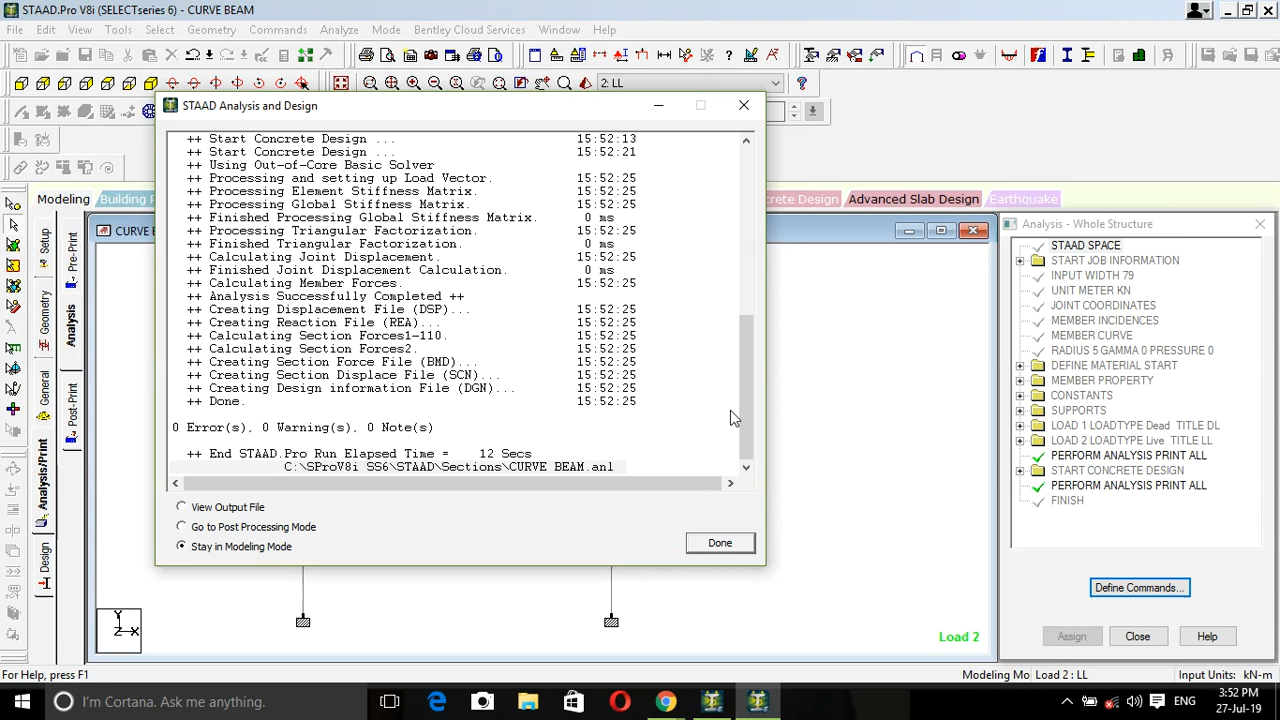 STAAD.Pro V8i (SELECTseries 6) - CURVE BEAM
File Edit View Tools Select Geometry Commands Analyze Mode Bentley Cloud Services Window Help
2: LL
STAAD Analysis and Design
++ Start Concrete Design ... 15:52:13
++ Start Concrete Design ... 15:52:21
++ Using Out-of-Core Basic Solver
++ Processing and setting up Load Vector. 15:52:25
++ Processing Element Stiffness Matrix. 15:52:25
++ Processing Global Stiffness Matrix. 15:52:25
++ Finished Processing Global Stiffness Matrix. 0 ms
++ Processing Triangular Factorization. 15:52:25
++ Finished Triangular Factorization. 0 ms
++ Calculating Joint Displacement. 15:52:25
++ Finished Joint Displacement Calculation. 0 ms
++ Calculating Member Forces. 15:52:25
++ Analysis Successfully Completed ++
++ Creating Displacement File (DSP)... 15:52:25
++ Creating Reaction File (REA)... 15:52:25
++ Calculating Section Forces1-110. 15:52:25
++ Calculating Section Forces2. 15:52:25
++ Creating Section Force File (BMD)... 15:52:25
++ Creating Section Displace File (SCN)... 15:52:25
++ Creating Design information File (DGN)... 15:52:25
++ Done. 15:52:25
0 Error(s), 0 Warning(s), 0 Note(s)
++ End STAAD.Pro Run Elapsed Time = 12 Secs
C:\SProV8i SS6\STAAD\Sections\CURVE BEAM.anl
View Output File
Go to Post Processing Mode
Stay in Modeling Mode
Done
Modeling
Building P
crete Design
Advanced Slab Design
Earthquake
CURVE B
Setup
Geometry
General
Analysis/Print
Design
Pre-Print
Analysis
Post-Print
Y
Z X
Load 2
Analysis - Whole Structure
STAAD SPACE
START JOB INFORMATION
INPUT WIDTH 79
UNIT METER KN
JOINT COORDINATES
MEMBER INCIDENCES
MEMBER CURVE
RADIUS 5 GAMMA 0 PRESSURE 0
DEFINE MATERIAL START
MEMBER PROPERTY
CONSTANTS
SUPPORTS
LOAD 1 LOADTYPE Dead TITLE DL
LOAD 2 LOADTYPE Live TITLE LL
PERFORM ANALYSIS PRINT ALL
START CONCRETE DESIGN
PERFORM ANALYSIS PRINT ALL
FINISH
Define Commands...
Assign Close Help
For Help, press F1
Modeling Mo Load 2 : LL Input Units: kN-m
I'm Cortana. Ask me anything.
ENG
3:52 PM
27-Jul-19